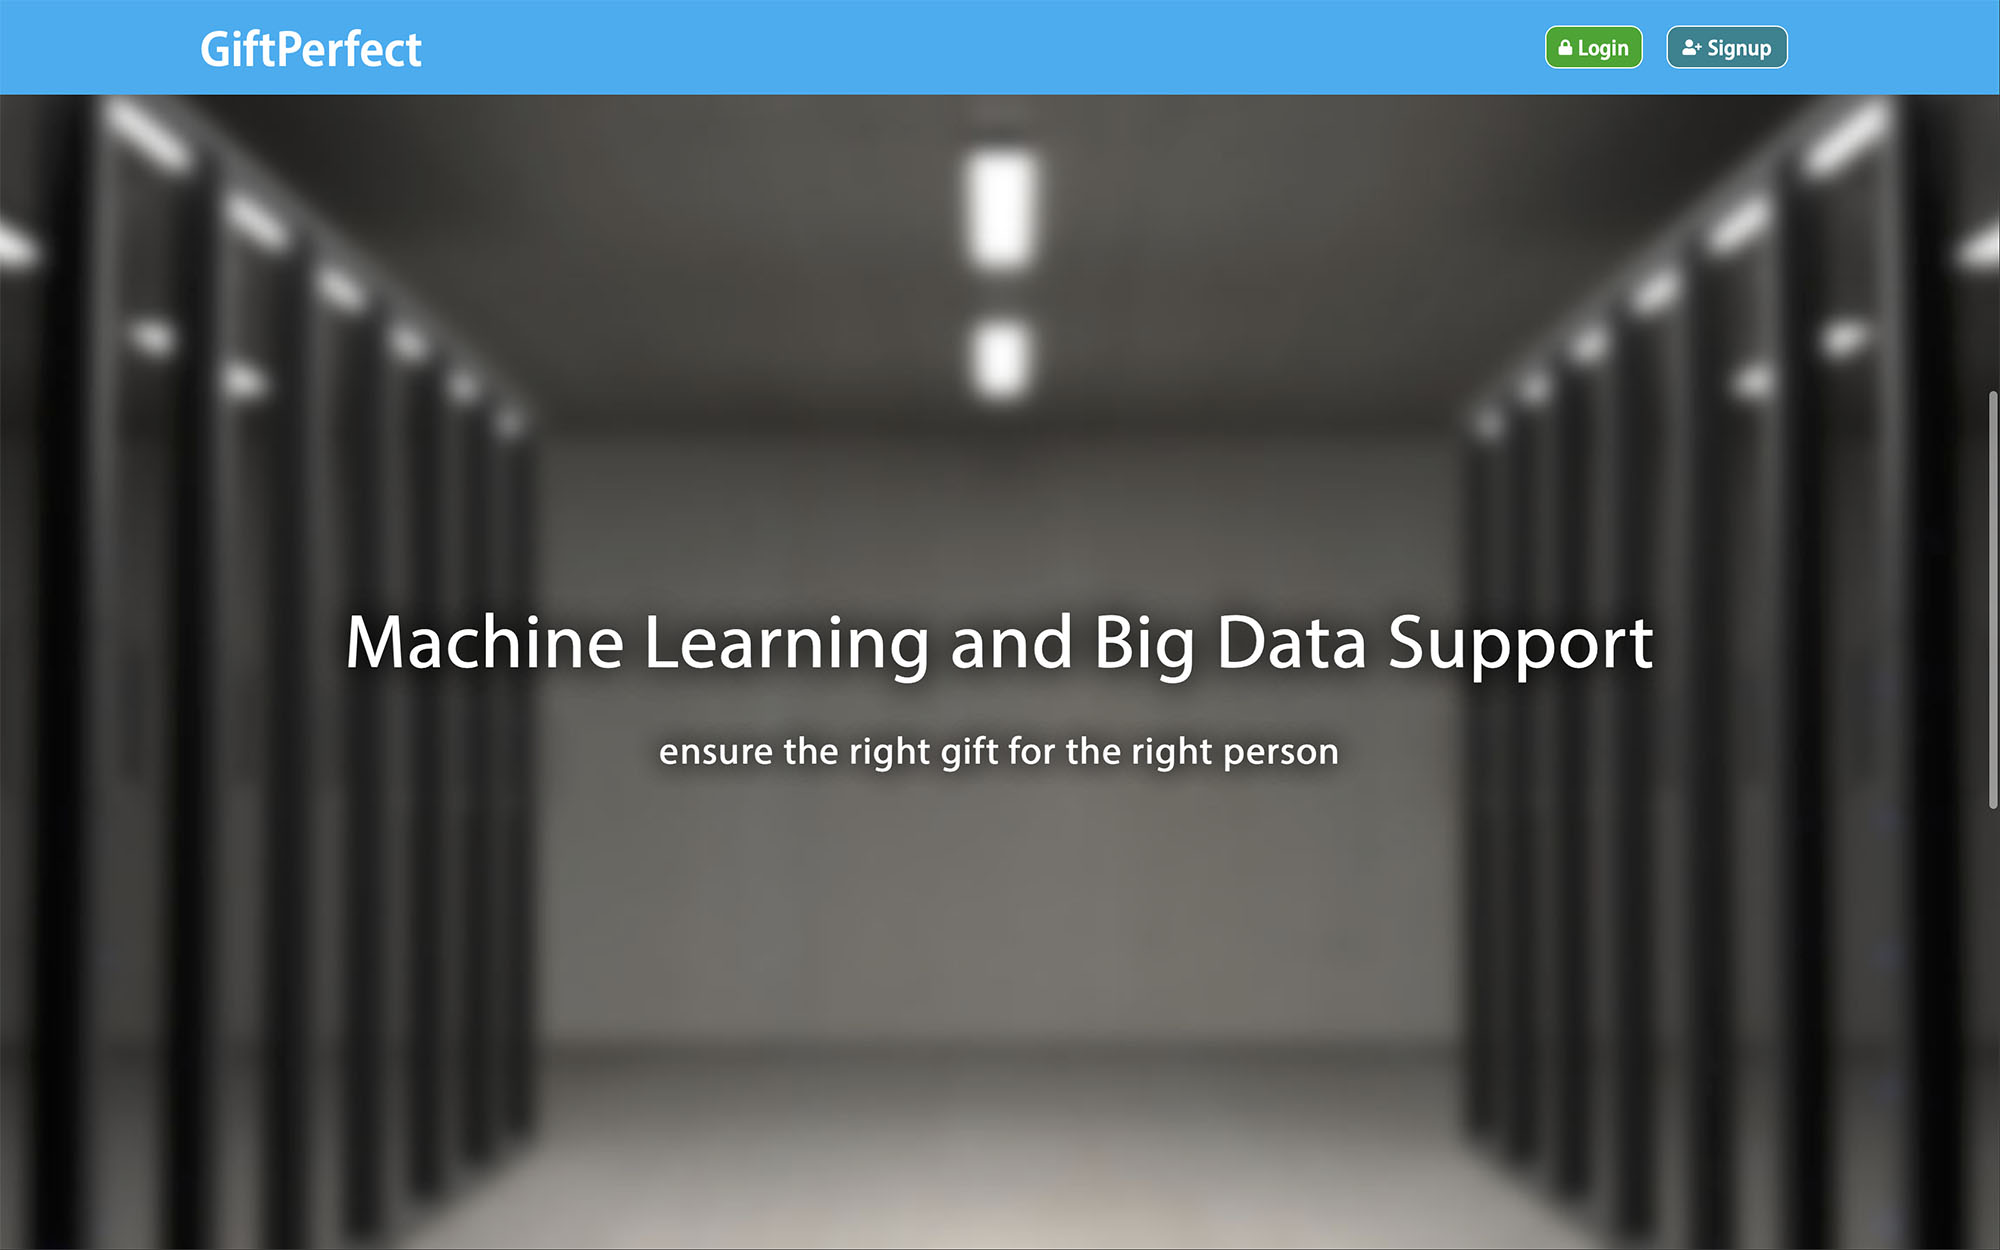 GiftPerfect
Login
Signup
Machine Learning and Big Data Support
ensure the right gift for the right person